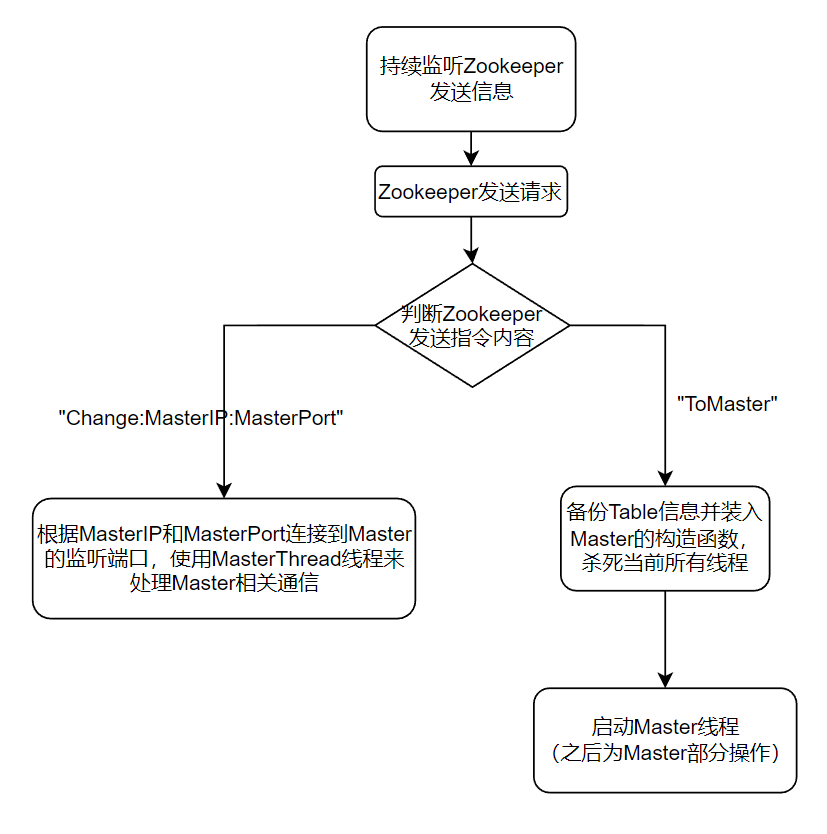 持续监听Zookeeper
发送信息
Zookeeper发送请求
判断Zookeeper
发送指令内容
"Change:MasterIP:MasterPort"
"ToMaster"
根据MasterIP和MasterPort连接到Master
的监听端口，使用MasterThread线程来
处理Master相关通信
备份Table信息并装入
Master的构造函数，
杀死当前所有线程
启动Master线程
（之后为Master部分操作）